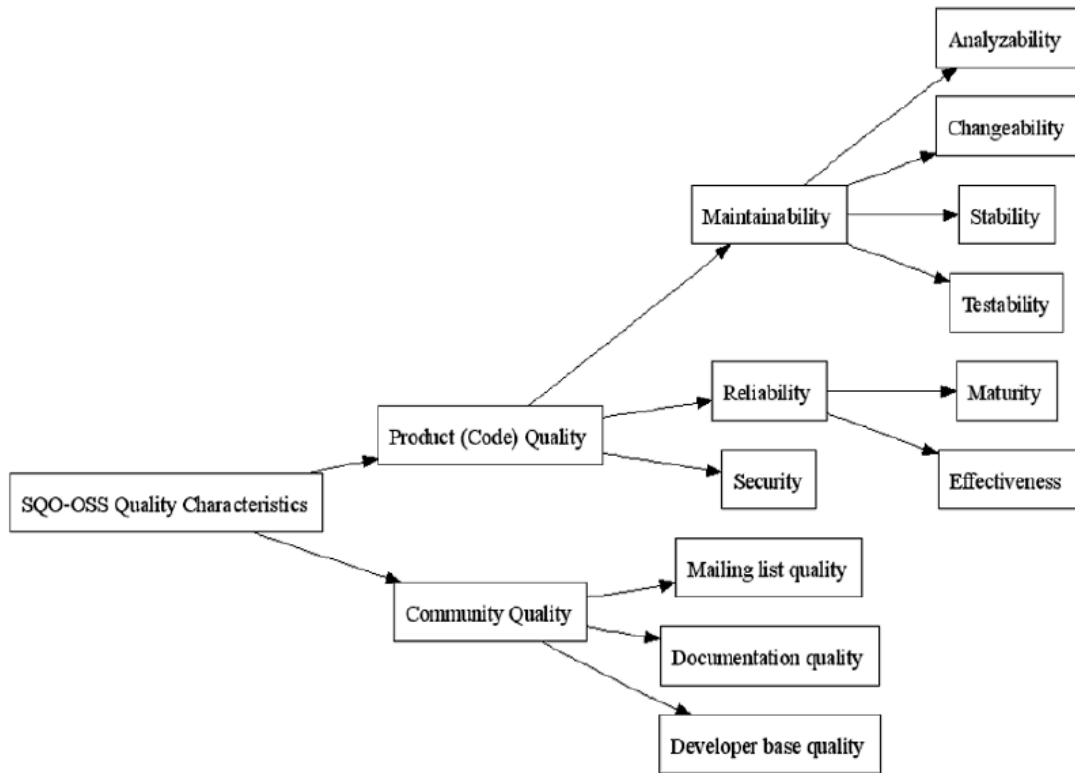 Analyzability
Changeability
Maintainability
Stability
Testability
Reliability
Maturity
Product (Code) Quality
Security
Effectiveness
SQO-OSS Quality Characteristics
Mailing list quality
Community Quality
Documentation quality
Developer base quality